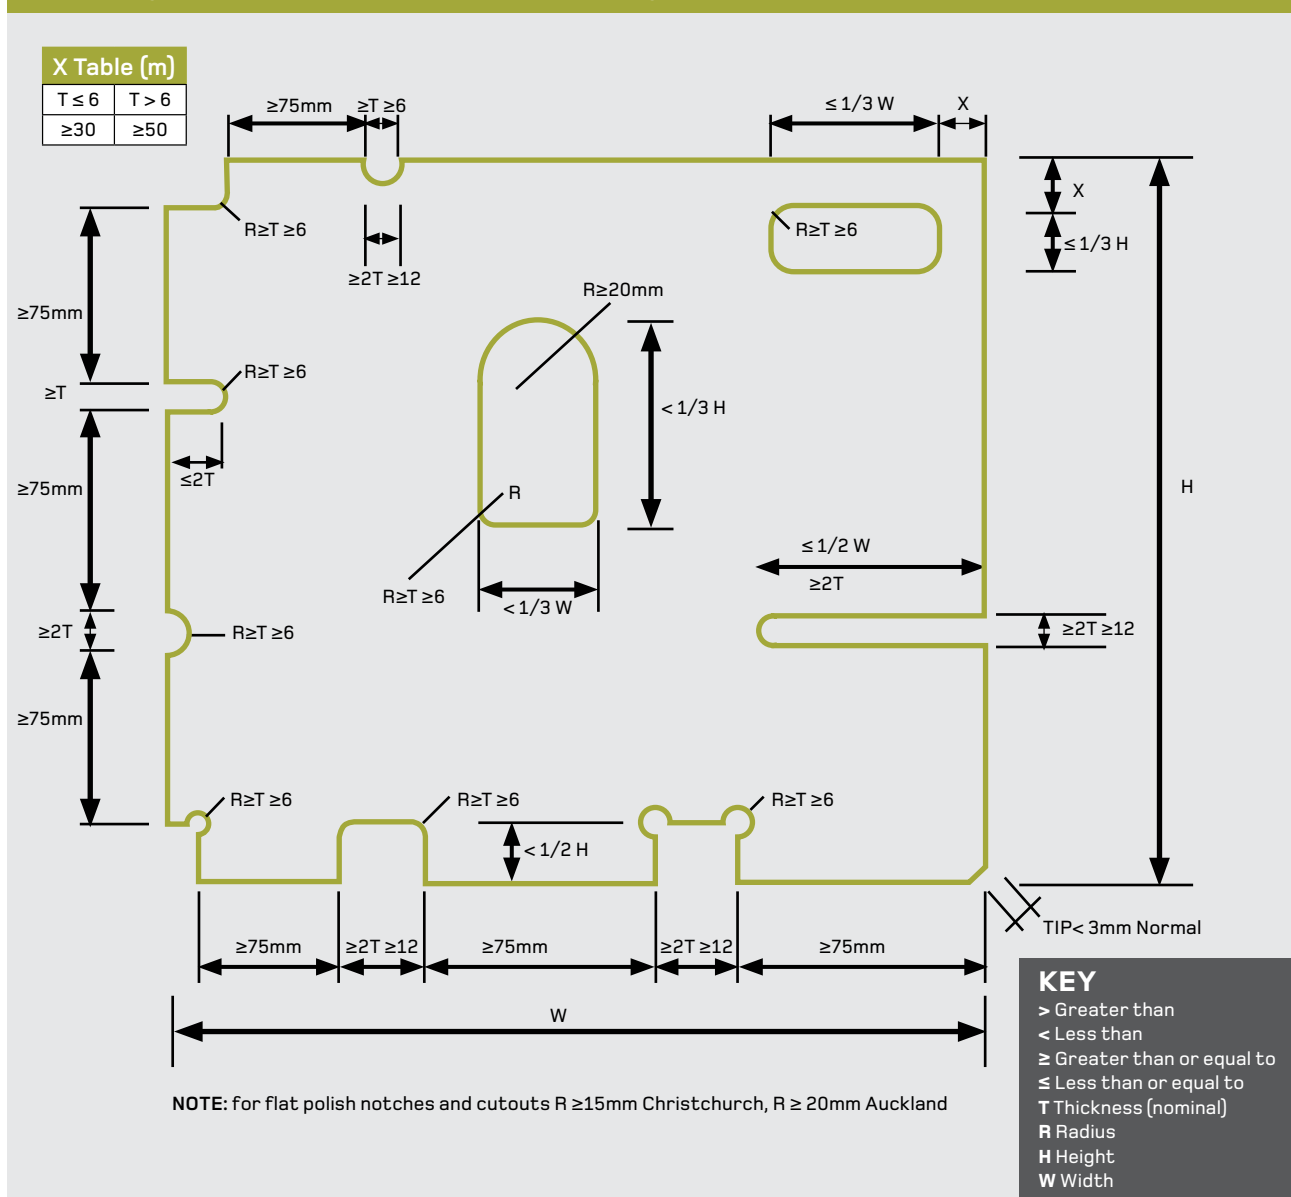 X Table (m)
T ≤ 6 T > 6
≥30 ≥50
≥75mm ≥T ≥6 ≤ 1/3 W X
X
≤ 1/3 H
R≥T ≥6
R≥T ≥6
≥2T ≥12
≥75mm
R≥20mm
R≥T ≥6
≥T
< 1/3 H
≤2T
≥75mm
R
H
≤ 1/2 W
≥2T
R≥T ≥6
< 1/3 W
≥2T
R≥T ≥6
≥2T ≥12
≥75mm
R≥T ≥6
R≥T ≥6
R≥T ≥6
< 1/2 H
TIP< 3mm Normal
≥75mm ≥2T ≥12 ≥75mm ≥2T ≥12 ≥75mm
W
NOTE: for flat polish notches and cutouts R ≥15mm Christchurch, R ≥ 20mm Auckland
KEY
> Greater than
< Less than
≥ Greater than or equal to
≤ Less than or equal to
T Thickness (nominal)
R Radius
H Height
W Width